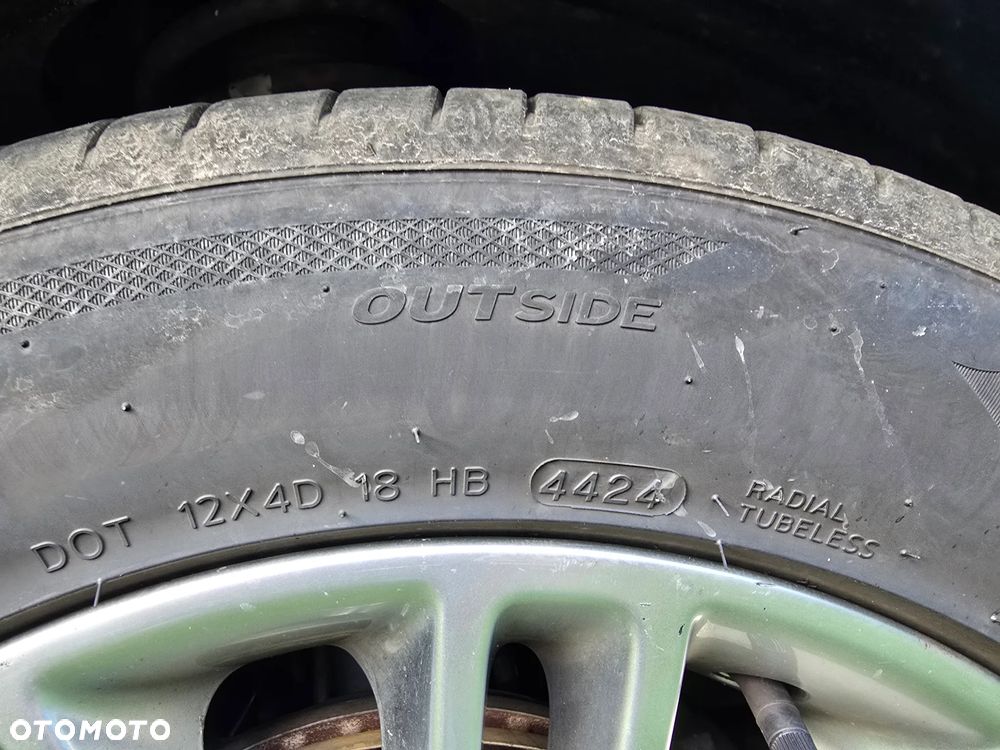 OUTSIDE
DOT 12X4D 18 HB 4424
RADIAL
TUBELESS
OTOMOTO